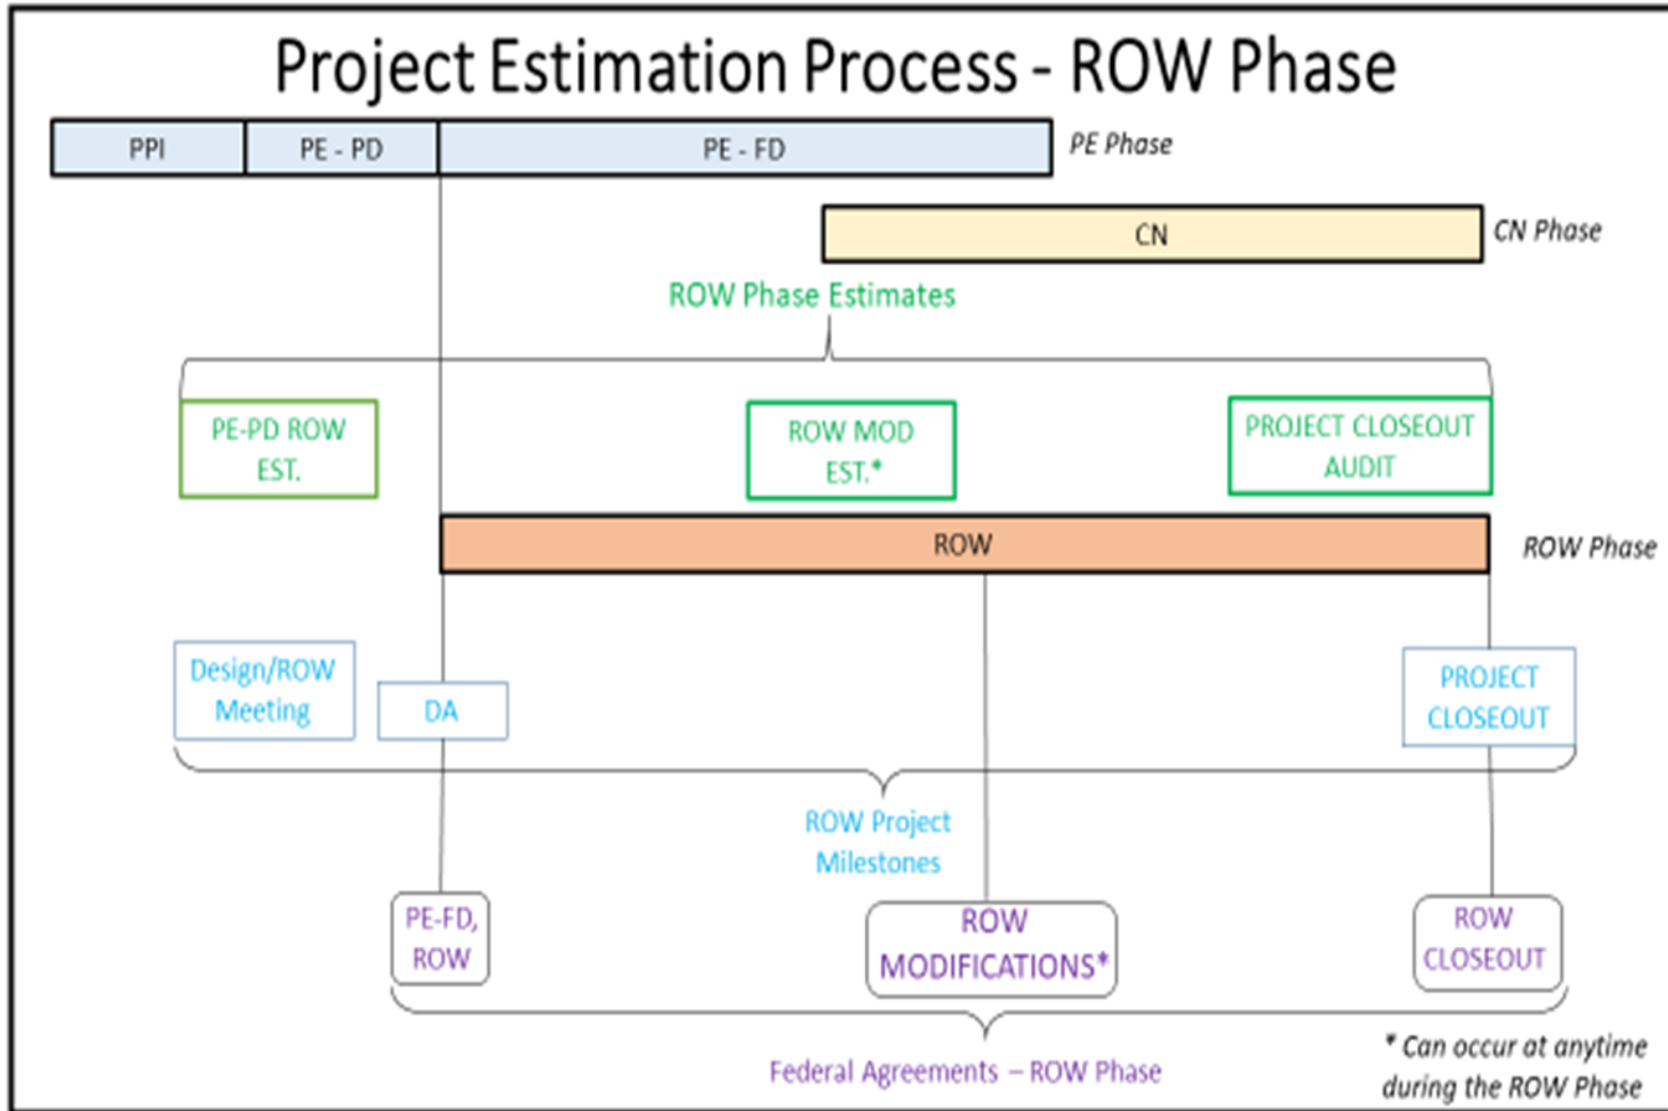 Project Estimation Process - ROW Phase
PPI
PE - PD
PE - FD
PE Phase
CN
CN Phase
ROW Phase Estimates
PE-PD ROW
EST.
ROW MOD
EST.*
PROJECT CLOSEOUT
AUDIT
ROW
ROW Phase
Design/ROW
Meeting
DA
PROJECT
CLOSEOUT
ROW Project
Milestones
PE-FD,
ROW
ROW
MODIFICATIONS*
ROW
CLOSEOUT
Federal Agreements – ROW Phase
* Can occur at anytime
during the ROW Phase